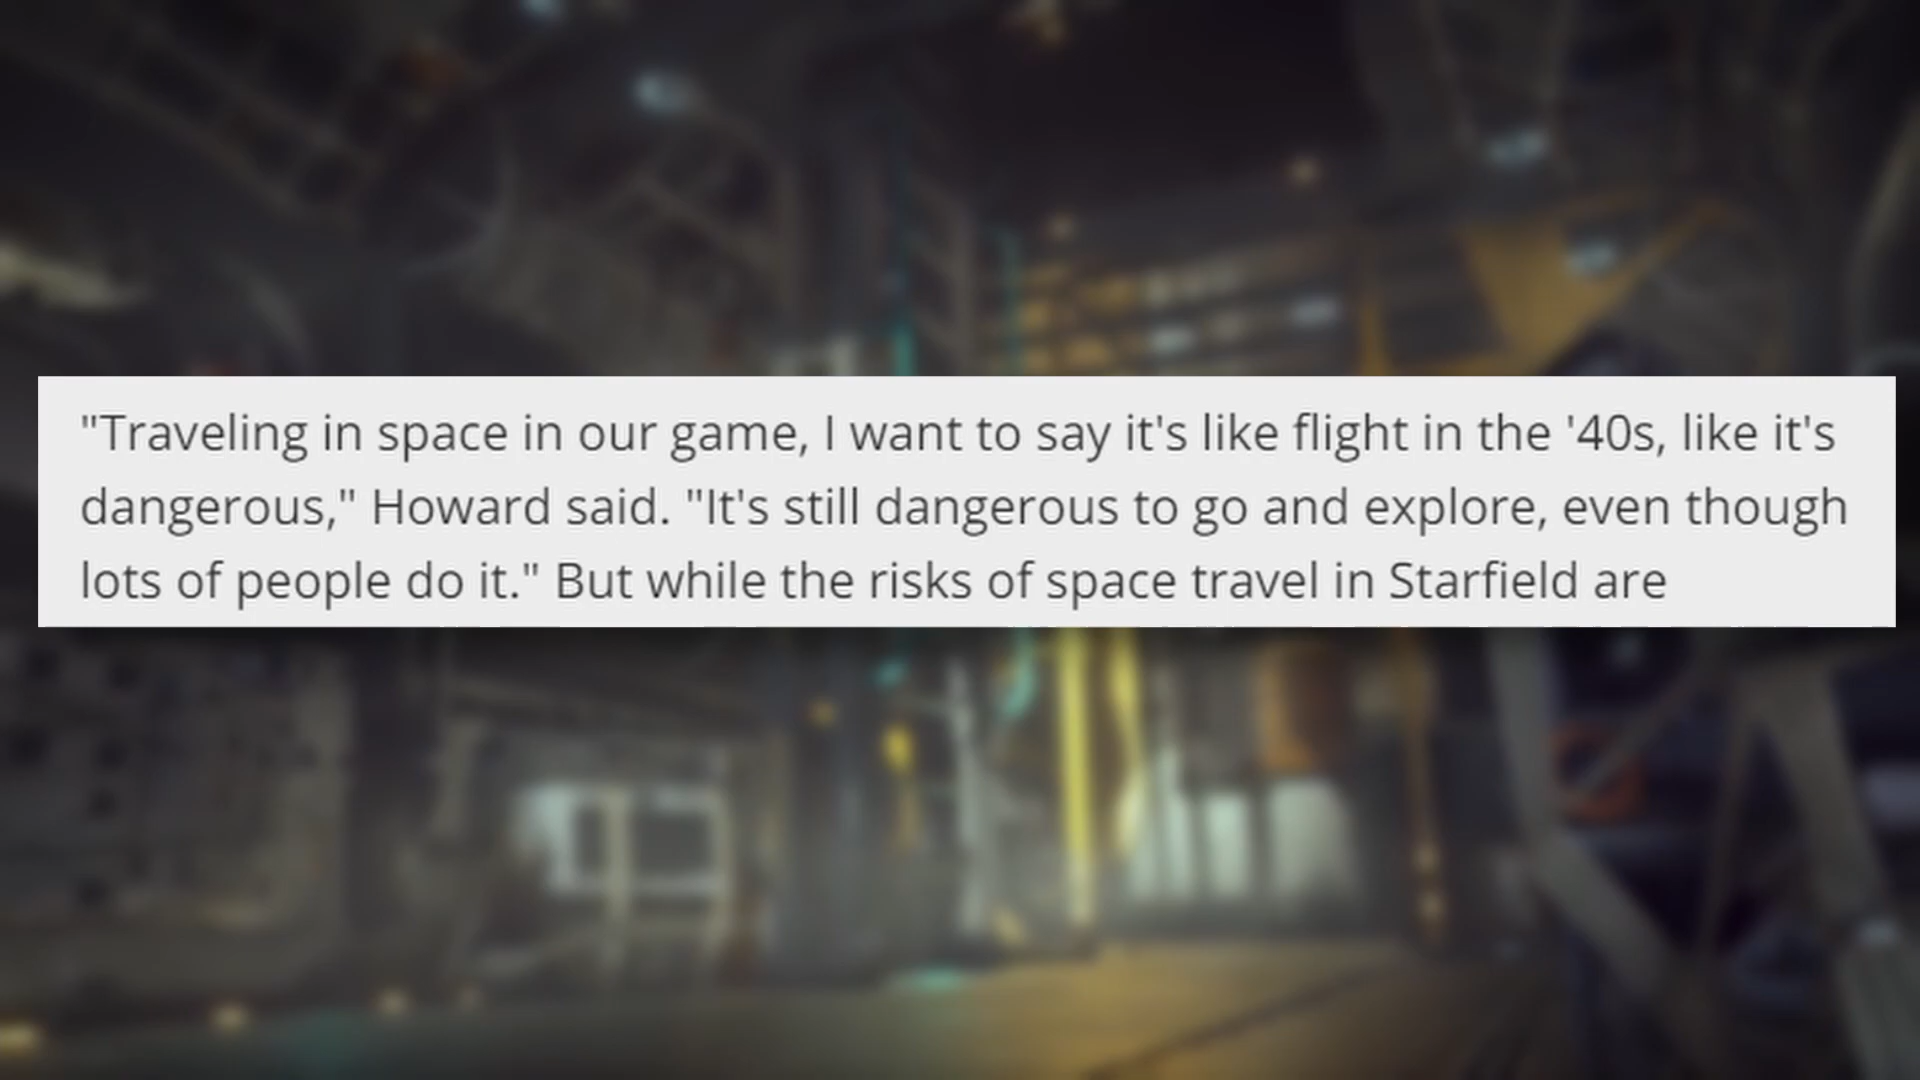 "Traveling in space in our game, I want to say it's like flight in the '40s, like it's
dangerous," Howard said. "It's still dangerous to go and explore, even though
lots of people do it." But while the risks of space travel in Starfield are